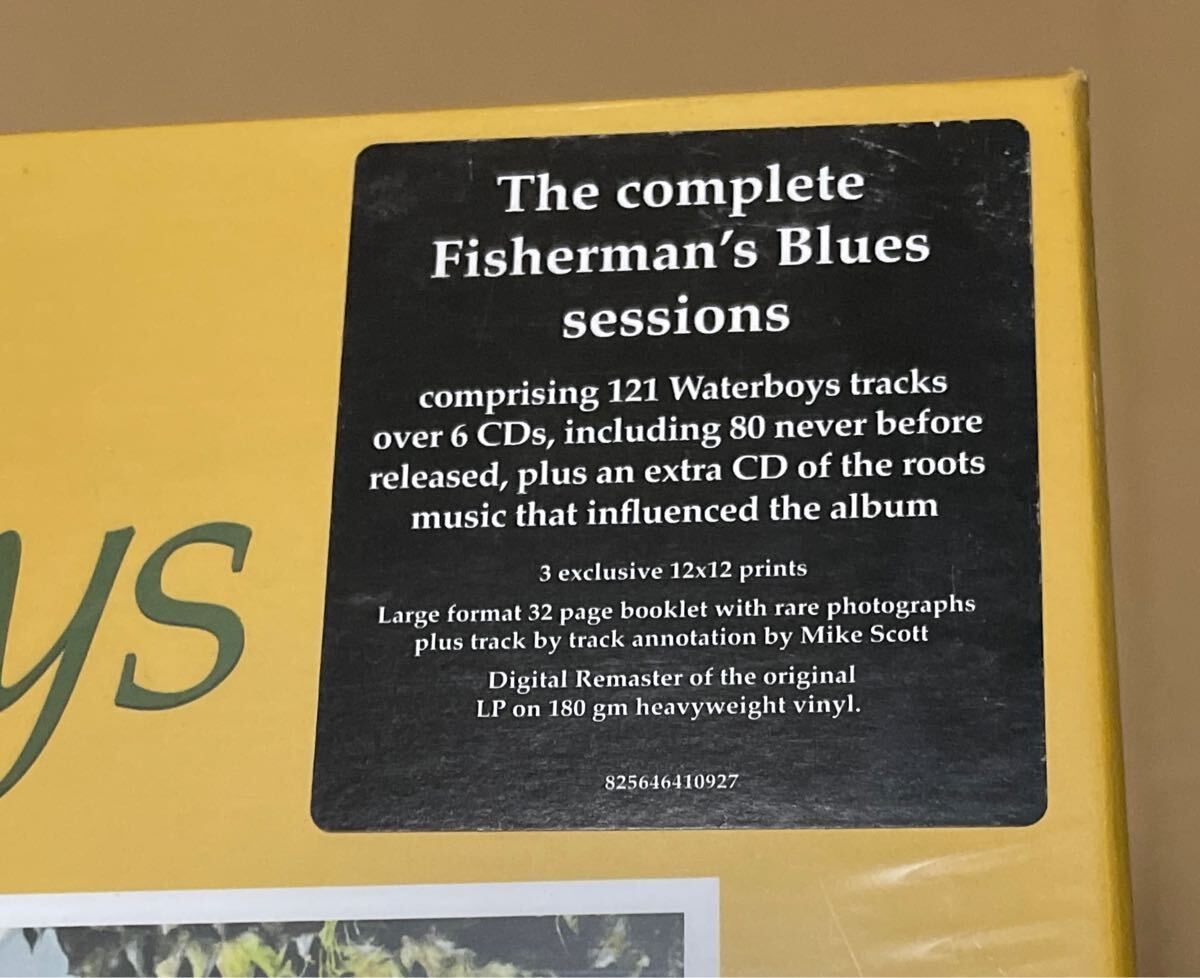 The complete
Fisherman's Blues
sessions
comprising 121 Waterboys tracks
over 6 CDs, including 80 never before
released, plus an extra CD of the roots
music that influenced the album
3 exclusive 12x12 prints
Large format 32 page booklet with rare photographs
plus track by track annotation by Mike Scott
Digital Remaster of the original
LP on 180 gm heavyweight vinyl.
825646410927
ys